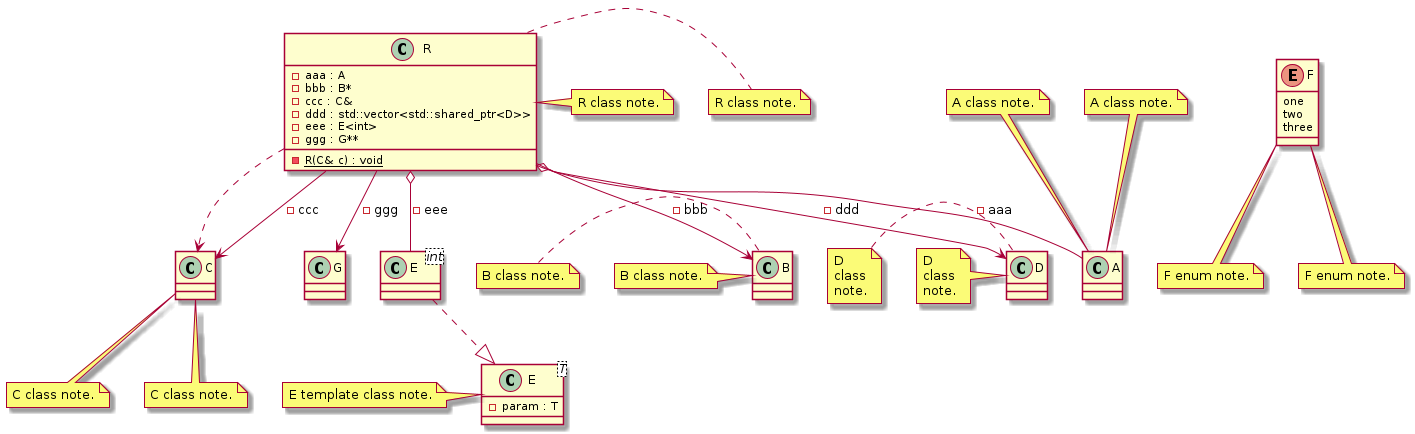 C R
aaa : A
bbb : B*
ccc : C&
ddd : std::vector<std::shared_ptr<D>>
eee : E<int>
ggg : G**
R(C& c) : void
R class note.
R class note.
A class note.
A class note.
E F
one
two
three
ccc
ggg
eee
bbb
ddd
aaa
C C
C G
C E
int
B class note.
B class note.
C B
D
class
note.
D
class
note.
C D
C A
F enum note.
F enum note.
C class note.
C class note.
E template class note.
C E
T
param : T